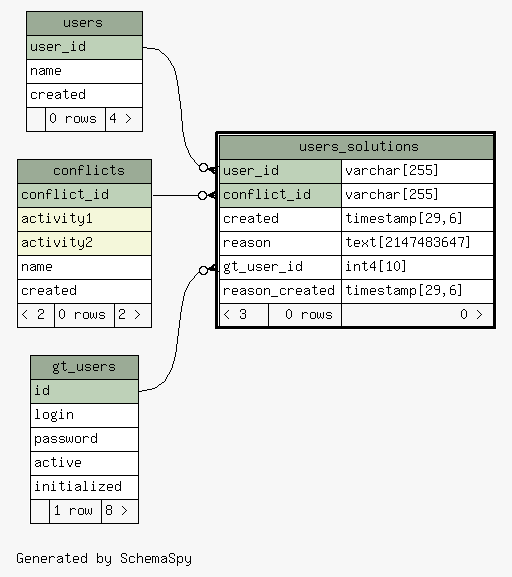 users
user_id
name
created
0 rows 4 >
conflicts
conflict_id
activity1
activity2
name
created
< 2 0 rows 2 >
gt_users
id
login
password
active
initialized
1 row 8 >
users_solutions
user_id varchar[255]
conflict_id varchar[255]
created timestamp[29,6]
reason text[2147483647]
gt_user_id int4[10]
reason_created timestamp[29,6]
< 3 0 rows 0 >
Generated by SchemaSpy